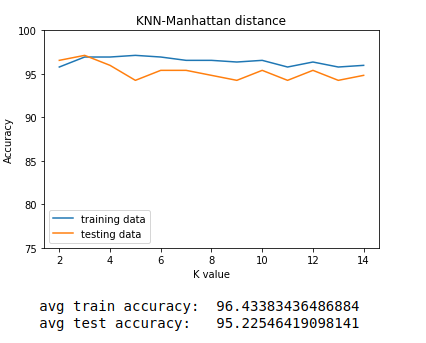 KNN-Manhattan distance
100
95
90
85
80
75
Accuracy
training data
testing data
2 4 6 8 10 12 14
K value
avg train accuracy: 96.43383436486884
avg test accuracy: 95.22546419098141